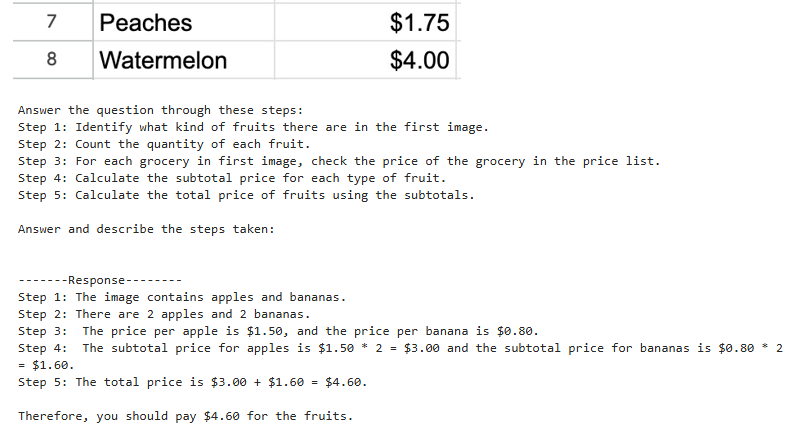 7 Peaches $1.75
8 Watermelon $4.00
Answer the question through these steps:
Step 1: Identify what kind of fruits there are in the first image.
Step 2: Count the quantity of each fruit.
Step 3: For each grocery in first image, check the price of the grocery in the price list.
Step 4: Calculate the subtotal price for each type of fruit.
Step 5: Calculate the total price of fruits using the subtotals.
Answer and describe the steps taken:
-------Response--------
Step 1: The image contains apples and bananas.
Step 2: There are 2 apples and 2 bananas.
Step 3:  The price per apple is $1.50, and the price per banana is $0.80.
Step 4:  The subtotal price for apples is $1.50 * 2 = $3.00 and the subtotal price for bananas is $0.80 * 2
= $1.60.
Step 5: The total price is $3.00 + $1.60 = $4.60.
Therefore, you should pay $4.60 for the fruits.